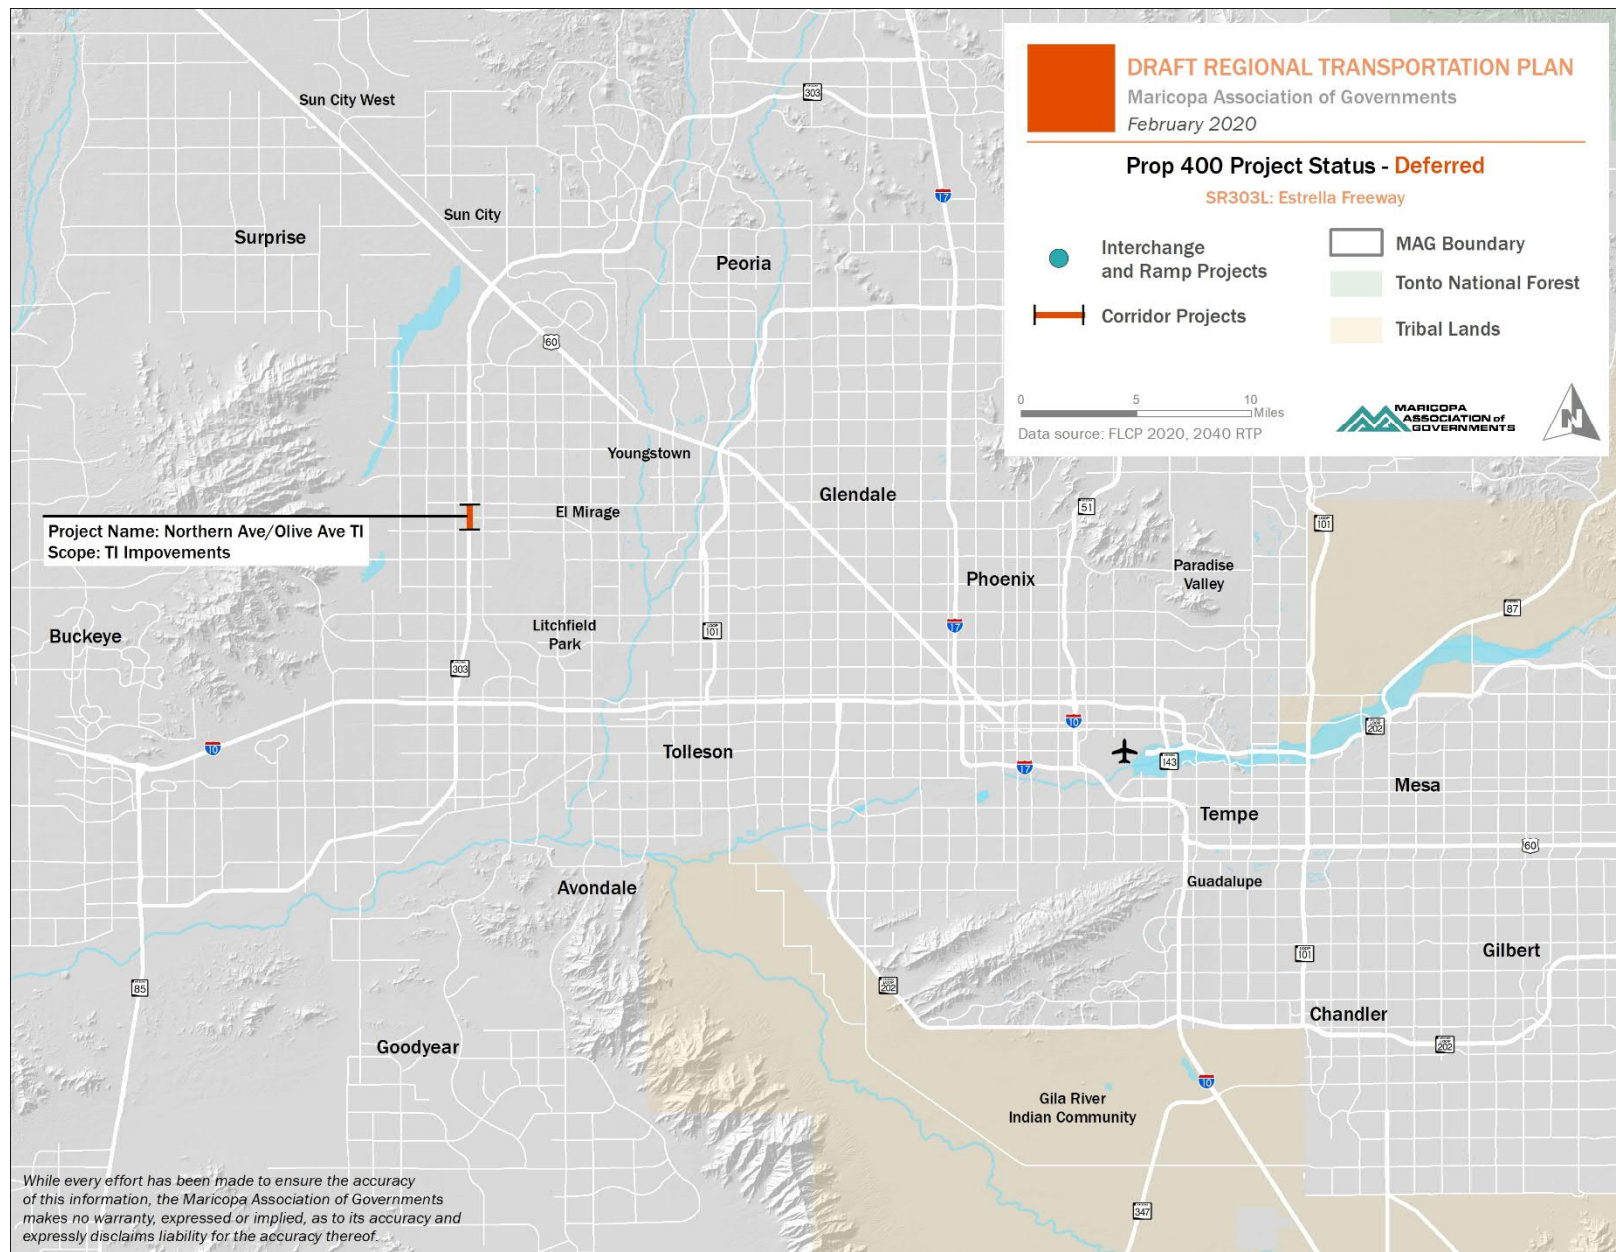 DRAFT REGIONAL TRANSPORTATION PLAN
Maricopa Association of Governments
February 2020
Prop 400 Project Status - Deferred
SR303L: Estrella Freeway
Interchange
and Ramp Projects
Corridor Projects
MAG Boundary
Tonto National Forest
Tribal Lands
0 5 10
Miles
Data source: FLCP 2020, 2040 RTP
MARICOPA
ASSOCIATION of
GOVERNMENTS
N
Sun City West
303
17
Sun City
Surprise
Peoria
60
Youngstown
Glendale
El Mirage
51
LOOP
101
Project Name: Northern Ave/Olive Ave TI
Scope: TI Impovements
Phoenix
Paradise
Valley
87
Buckeye
Litchfield
Park
LOOP
101
17
303
10
10
202
Tolleson
17
143
Mesa
Tempe
60
Avondale
Guadalupe
LOOP
101
Gilbert
85
202
Chandler
202
Goodyear
10
Gila River
Indian Community
347
While every effort has been made to ensure the accuracy
of this information, the Maricopa Association of Governments
makes no warranty, expressed or implied, as to its accuracy and
expressly disclaims liability for the accuracy thereof.